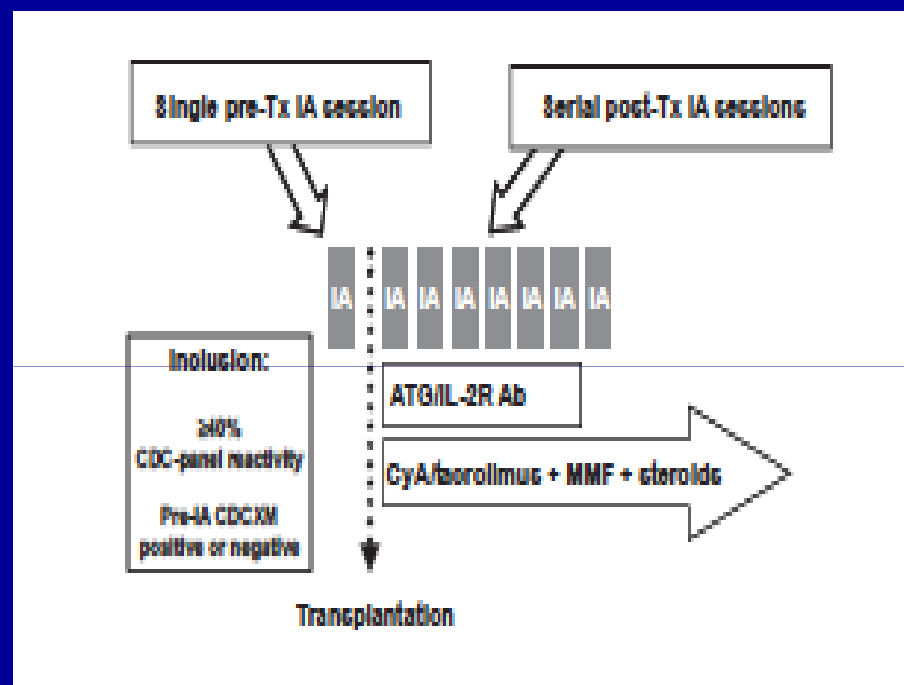 Single pre-Tx IA session
Serial post-Tx IA sessions
IA IA IA IA IA IA IA IA
Inclusion:
≥40%
CDC-panel reactivity
Pre-IA CDCXM
positive or negative
ATG/IL-2R Ab
CyA/tacrolimus + MMF + steroids
Transplantation